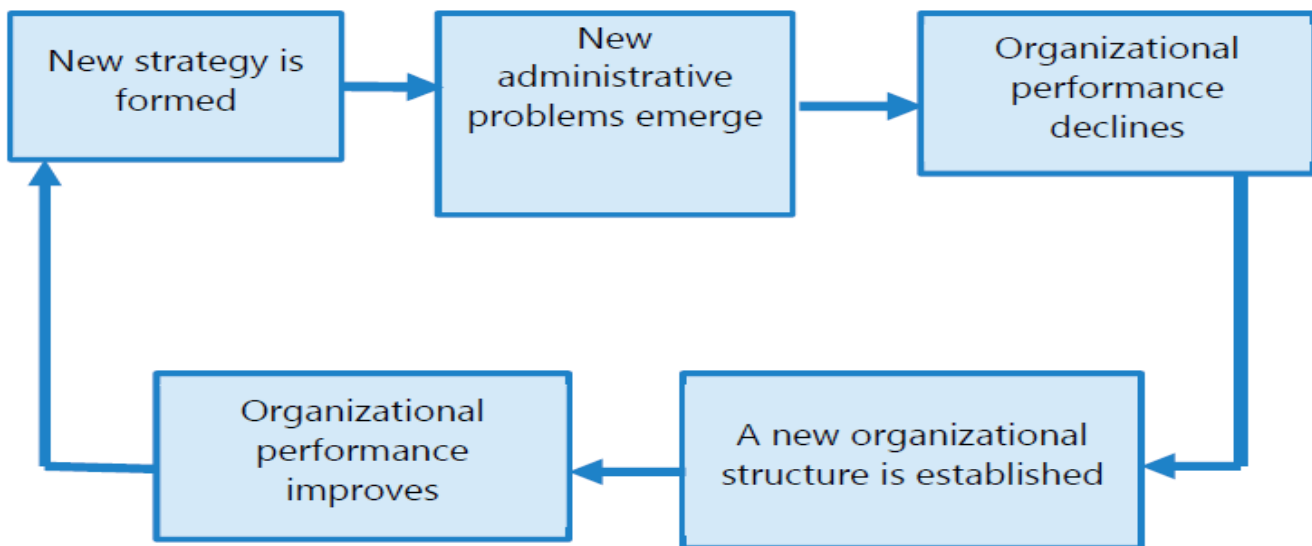 New strategy is
formed
New
administrative
problems emerge
Organizational
performance
declines
A new organizational
structure is established
Organizational
performance
improves